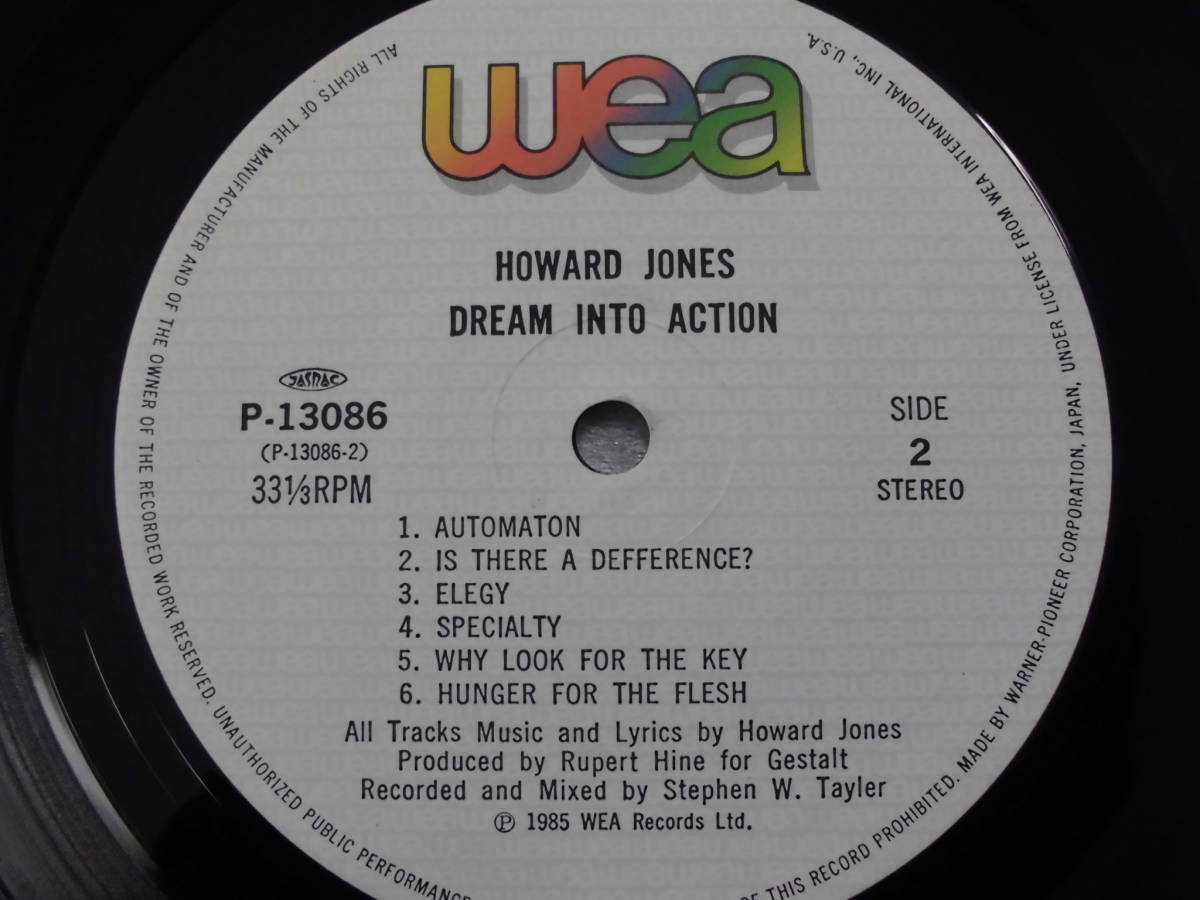 wea
HOWARD JONES
DREAM INTO ACTION
JASRAC
P-13086
(P-13086-2)
33⅓RPM
SIDE
2
STEREO
1. AUTOMATON
2. IS THERE A DEFFERENCE?
3. ELEGY
4. SPECIALTY
5. WHY LOOK FOR THE KEY
6. HUNGER FOR THE FLESH
All Tracks Music and Lyrics by Howard Jones
Produced by Rupert Hine for Gestalt
Recorded and Mixed by Stephen W. Tayler
Ⓟ 1985 WEA Records Ltd.
ALL RIGHTS OF THE MANUFACTURER AND OF THE OWNER OF THE RECORDED WORK RESERVED. UNAUTHORIZED PUBLIC PERFORMANC
OF THIS RECORD PROHIBITED. MADE BY WARNER-PIONEER CORPORATION, JAPAN, UNDER LICENSE FROM WEA INTERNATIONAL INC., U.S.A.